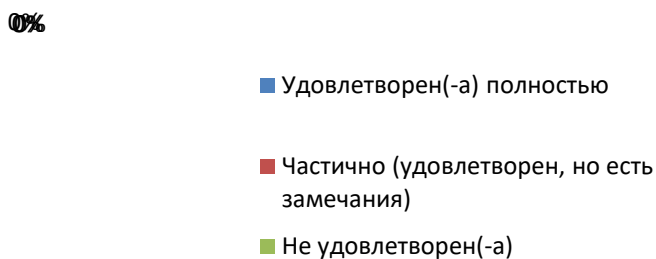 0%
Удовлетворен(-а) полностью
Частично (удовлетворен, но есть
замечания)
Не удовлетворен(-а)